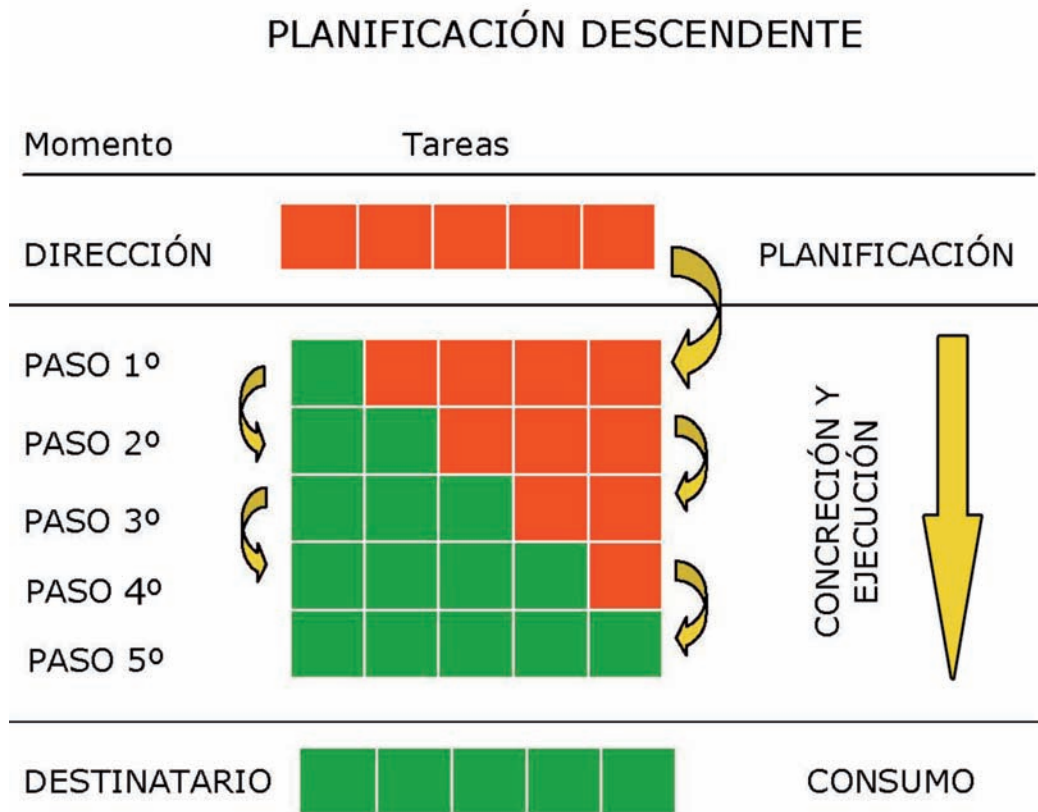 PLANIFICACIÓN DESCENDENTE
Momento Tareas
DIRECCIÓN PLANIFICACIÓN
PASO 1º
PASO 2º
PASO 3º
PASO 4º
PASO 5º
CONCRECIÓN Y
EJECUCIÓN
DESTINATARIO CONSUMO